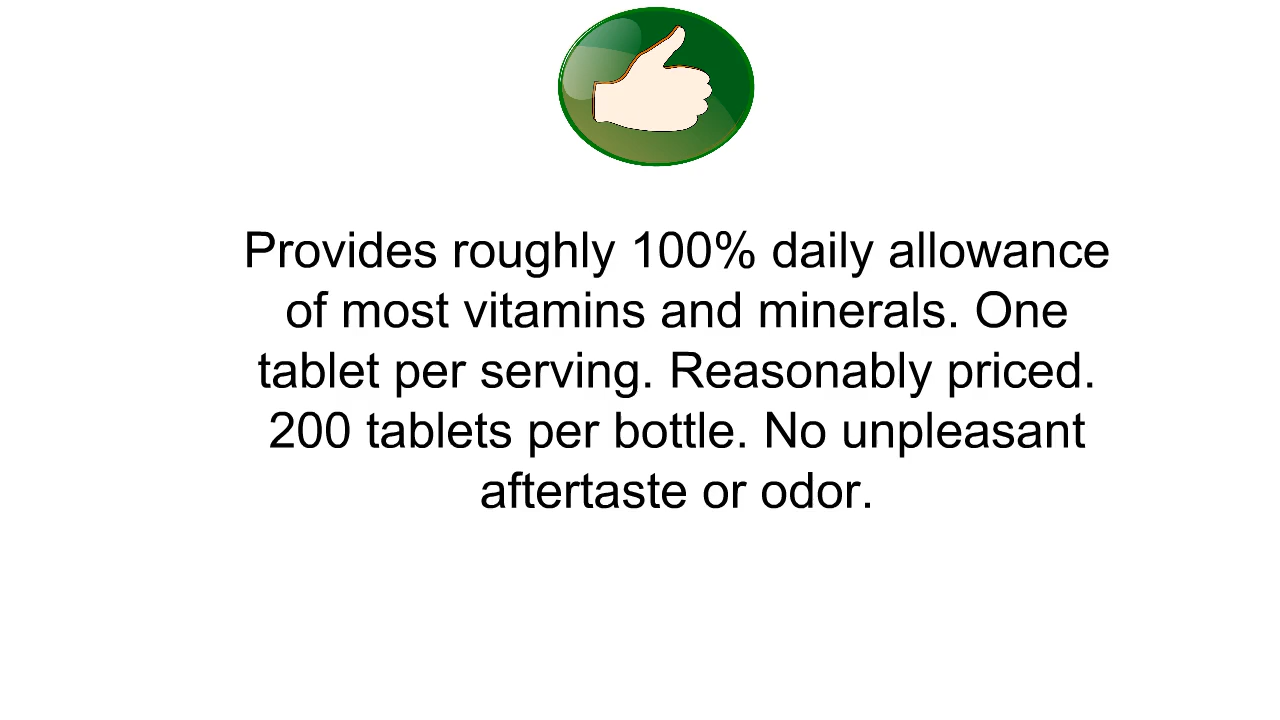 Provides roughly 100% daily allowance
of most vitamins and minerals. One
tablet per serving. Reasonably priced.
200 tablets per bottle. No unpleasant
aftertaste or odor.